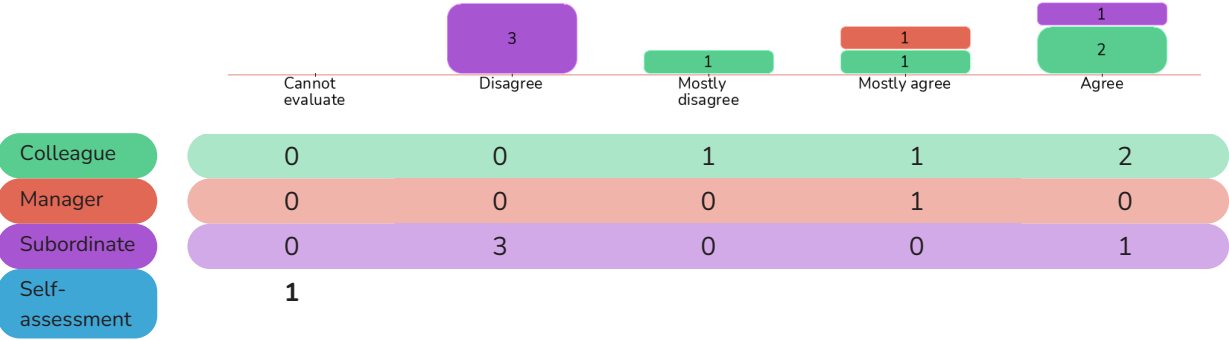 1
3
1
2
1
1
Cannot
evaluate
Disagree
Mostly
disagree
Mostly agree
Agree
Colleague 0 0 1 1 2
Manager 0 0 0 1 0
Subordinate 0 3 0 0 1
Self-
assessment
1